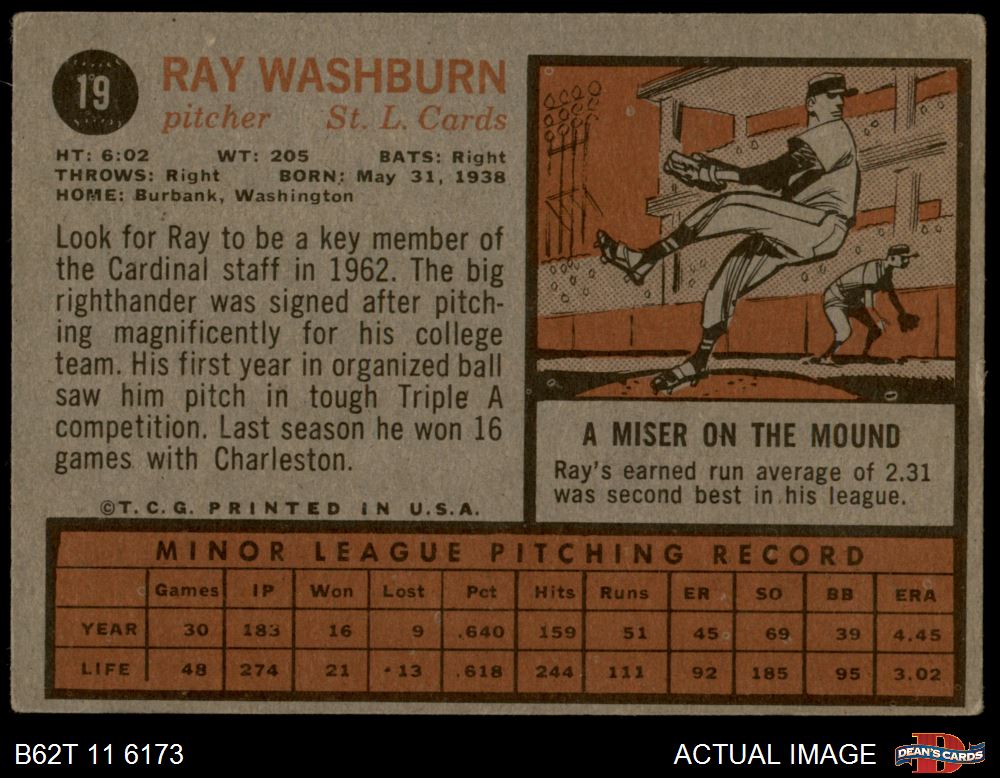 19
RAY WASHBURN
pitcher St. L. Cards
HT: 6:02 WT: 205 BATS: Right
THROWS: Right BORN: May 31, 1938
HOME: Burbank, Washington
Look for Ray to be a key member of
the Cardinal staff in 1962. The big
righthander was signed after pitch-
ing magnificently for his college
team. His first year in organized ball
saw him pitch in tough Triple A
competition. Last season he won 16
games with Charleston.
©T.C.G. PRINTED IN U.S.A.
A MISER ON THE MOUND
Ray's earned run average of 2.31
was second best in his league.
MINOR LEAGUE PITCHING RECORD
Games IP Won Lost Pct Hits Runs ER SO BB ERA
YEAR 30 183 16 9 .640 159 51 45 69 39 4.45
LIFE 48 274 21 13 .618 244 111 92 185 95 3.02
B62T 11 6173 ACTUAL IMAGE DEAN'S CARDS